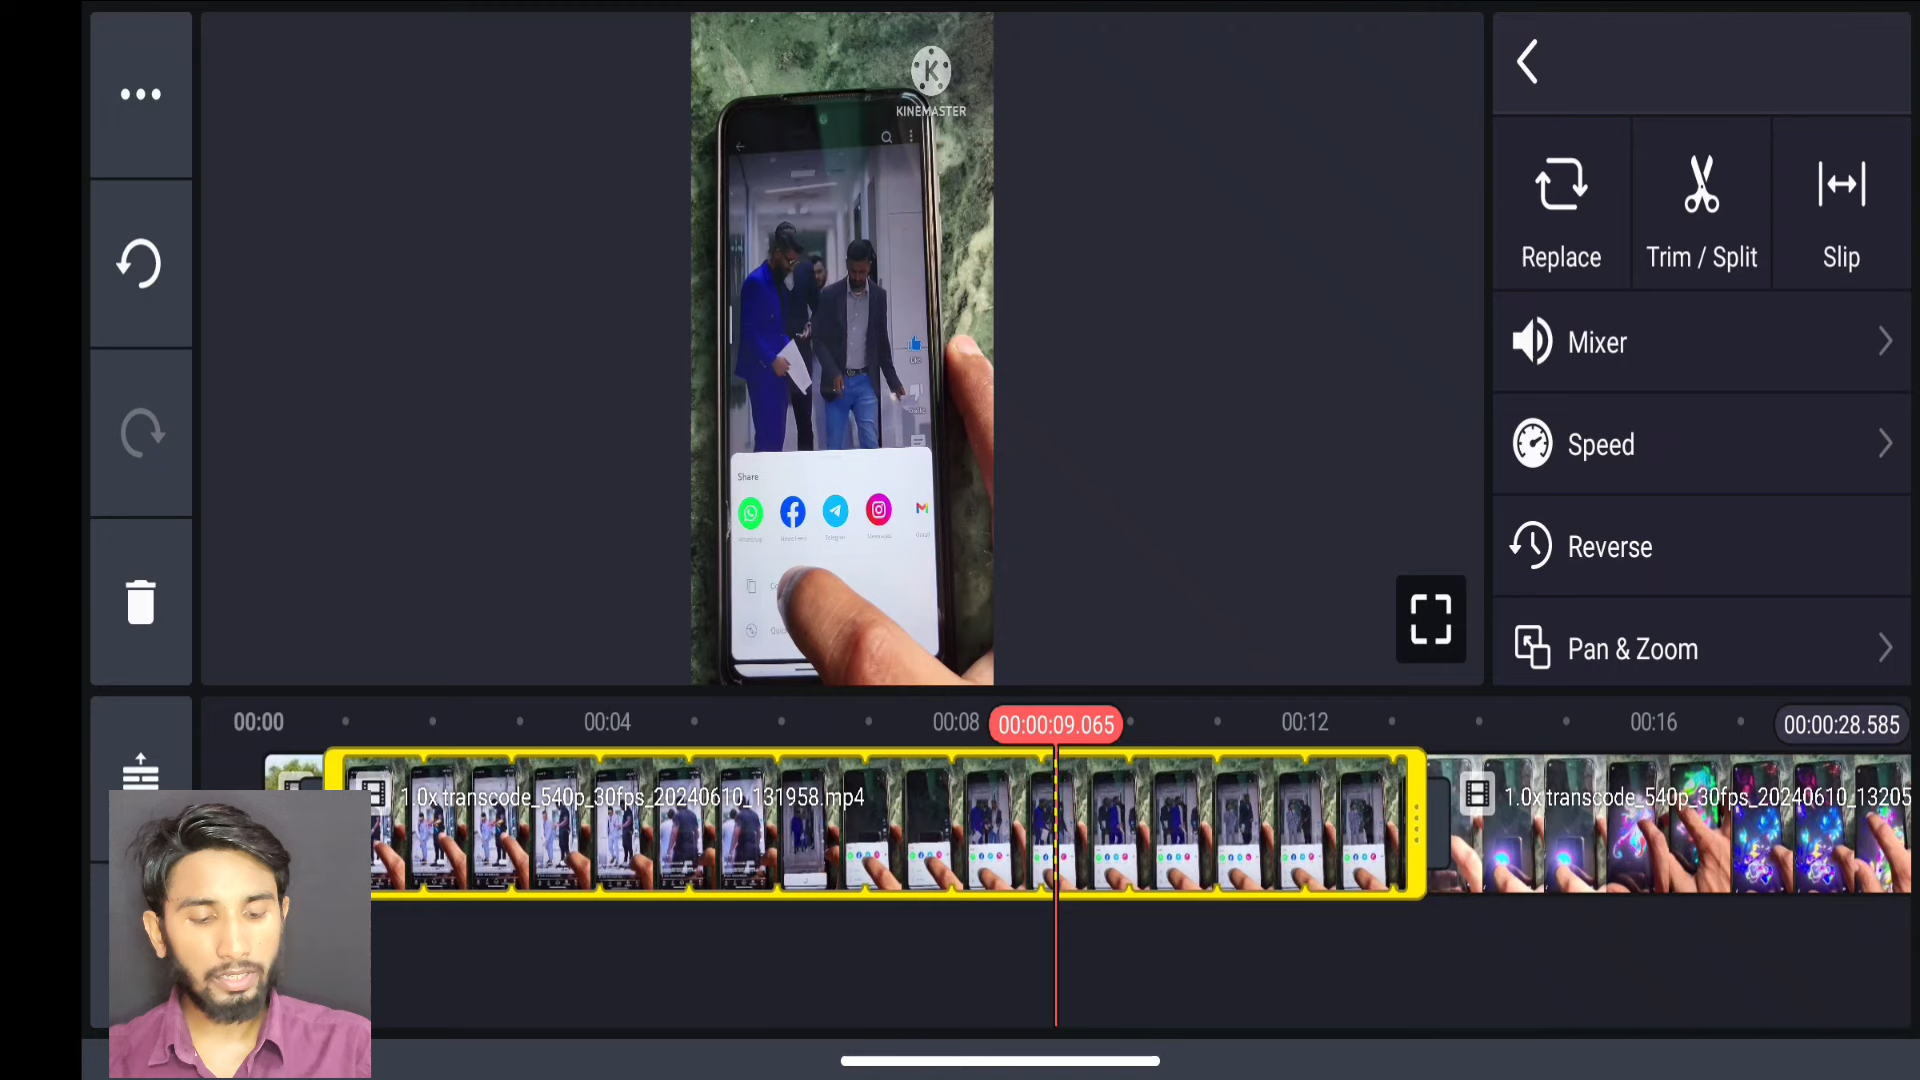 KINEMASTER
Share
Replace
Trim / Split
Slip
Mixer
Speed
Reverse
Pan & Zoom
00:00
00:04
00:08
00:00:09.065
00:12
00:16
00:00:28.585
1.0x transcode_540p_30fps_20240610_131958.mp4
1.0x transcode_540p_30fps_20240610_13205